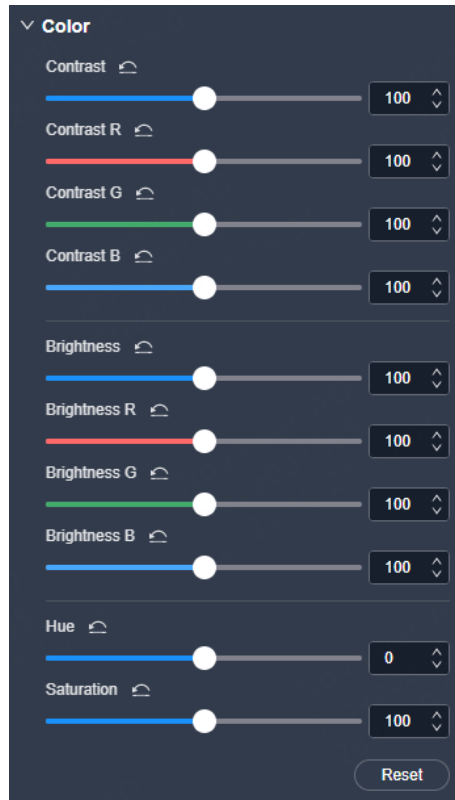 Color
Contrast
100
Contrast R
100
Contrast G
100
Contrast B
100
Brightness
100
Brightness R
100
Brightness G
100
Brightness B
100
Hue
0
Saturation
100
Reset